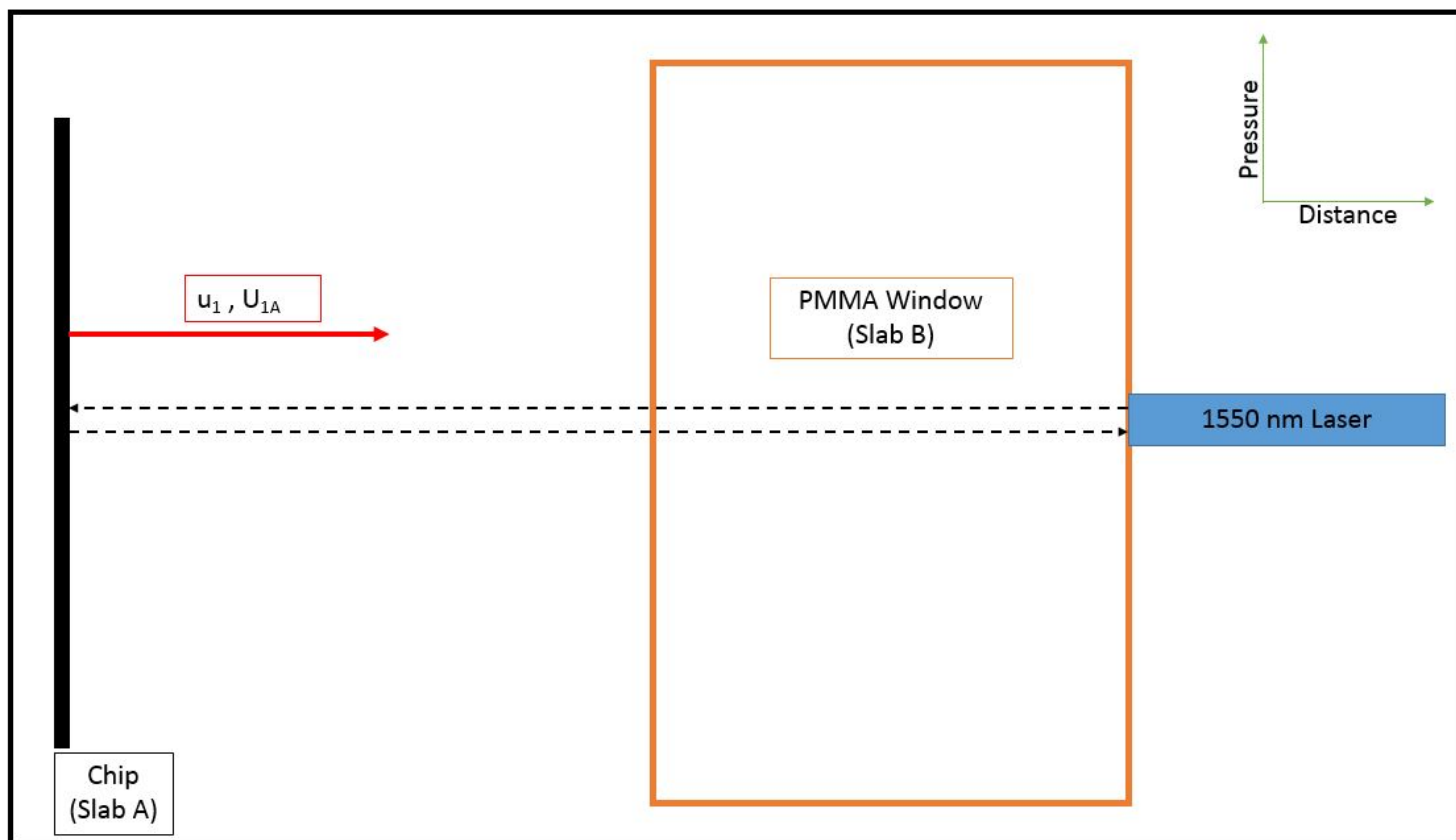 Pressure
Distance
u₁ , U₁A
PMMA Window
(Slab B)
1550 nm Laser
Chip
(Slab A)